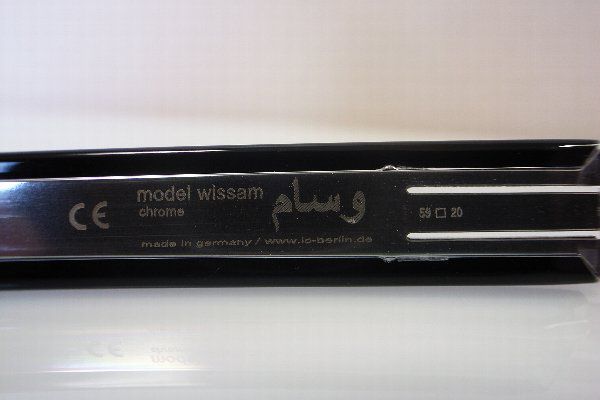 CE
model wissam
chrome
وسام
made in germany / www.ic-berlin.de
59 □ 20